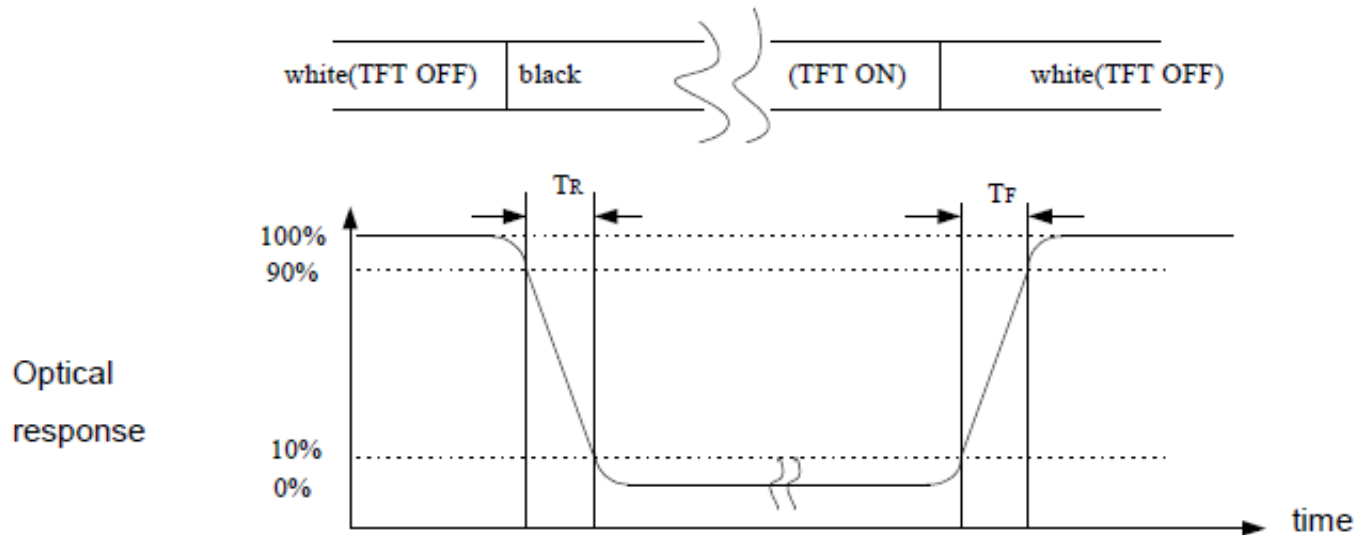 white(TFT OFF) black (TFT ON) white(TFT OFF)
TR TF
100%
90%
Optical
response
10%
0%
time